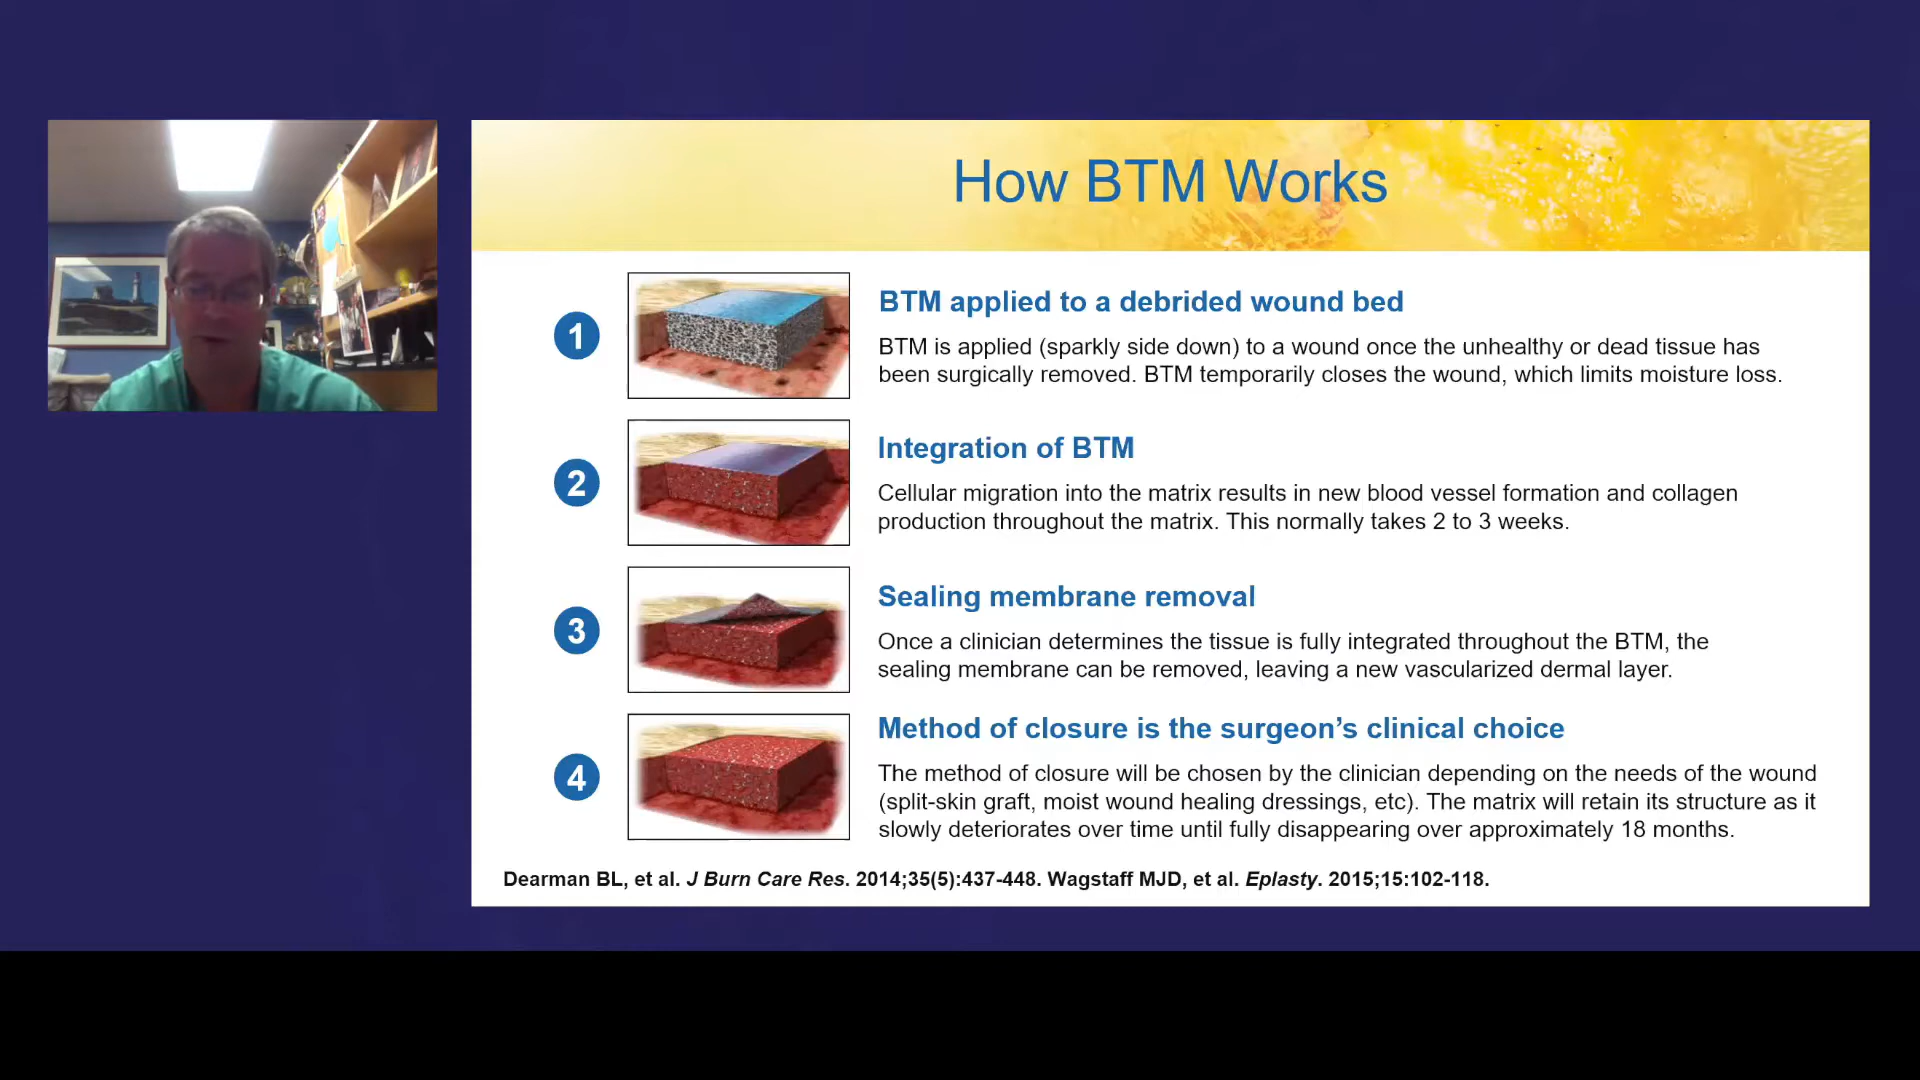 How BTM Works
1
BTM applied to a debrided wound bed
BTM is applied (sparkly side down) to a wound once the unhealthy or dead tissue has
been surgically removed. BTM temporarily closes the wound, which limits moisture loss.
2
Integration of BTM
Cellular migration into the matrix results in new blood vessel formation and collagen
production throughout the matrix. This normally takes 2 to 3 weeks.
3
Sealing membrane removal
Once a clinician determines the tissue is fully integrated throughout the BTM, the
sealing membrane can be removed, leaving a new vascularized dermal layer.
4
Method of closure is the surgeon’s clinical choice
The method of closure will be chosen by the clinician depending on the needs of the wound
(split-skin graft, moist wound healing dressings, etc). The matrix will retain its structure as it
slowly deteriorates over time until fully disappearing over approximately 18 months.
Dearman BL, et al. J Burn Care Res. 2014;35(5):437-448. Wagstaff MJD, et al. Eplasty. 2015;15:102-118.